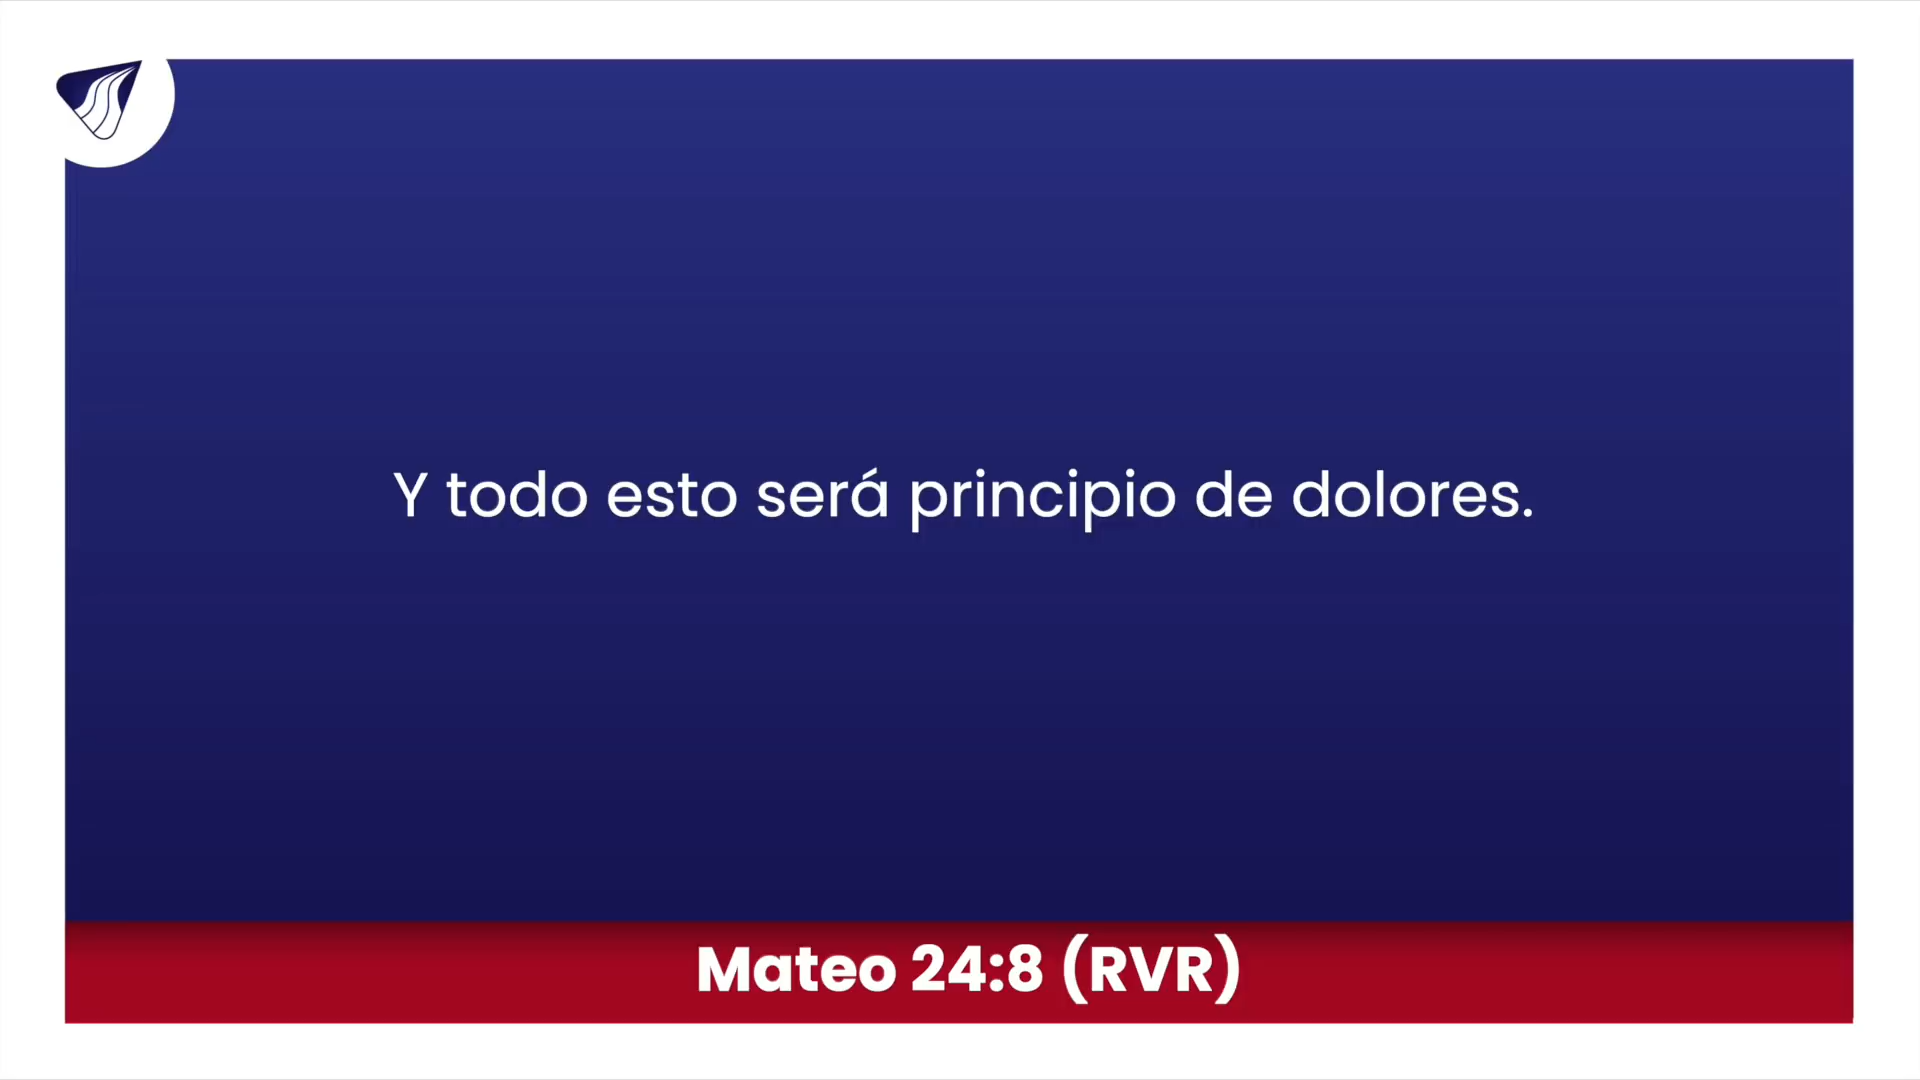 Y todo esto será principio de dolores.
Mateo 24:8 (RVR)